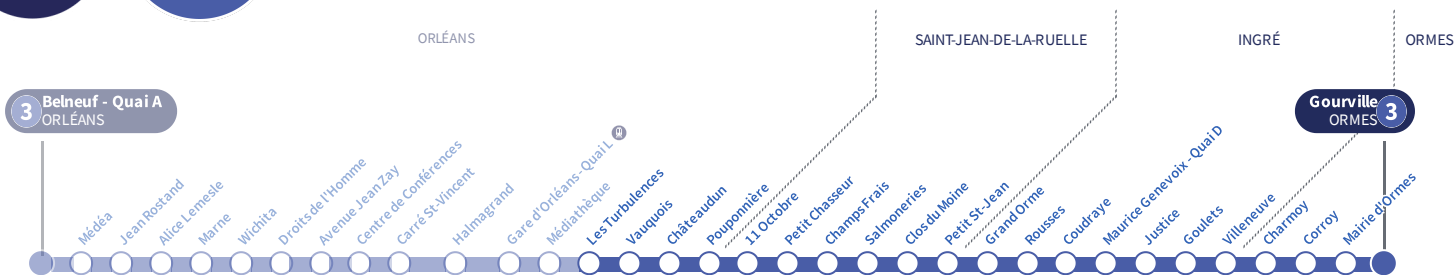 ORLÉANS
SAINT-JEAN-DE-LA-RUELLE
INGRÉ
ORMES
3
Belneuf - Quai A
ORLÉANS
Gourville
ORMES
3
Médéa
Jean Rostand
Alice Lemesle
Marne
Wichita
Droits de l'Homme
Avenue Jean Zay
Centre de Conférences
Carré St-Vincent
Halmagrand
Gare d'Orléans - Quai L
Médiathèque
Les Turbulences
Vauquois
Châteaudun
Pouponnière
11 Octobre
Petit Chasseur
Champs Frais
Salmoneries
Clos du Moine
Petit St-Jean
Grand Orme
Rousses
Coudraye
Maurice Genevoix - Quai D
Justice
Goulets
Villeneuve
Charmoy
Corroy
Mairie d'Ormes